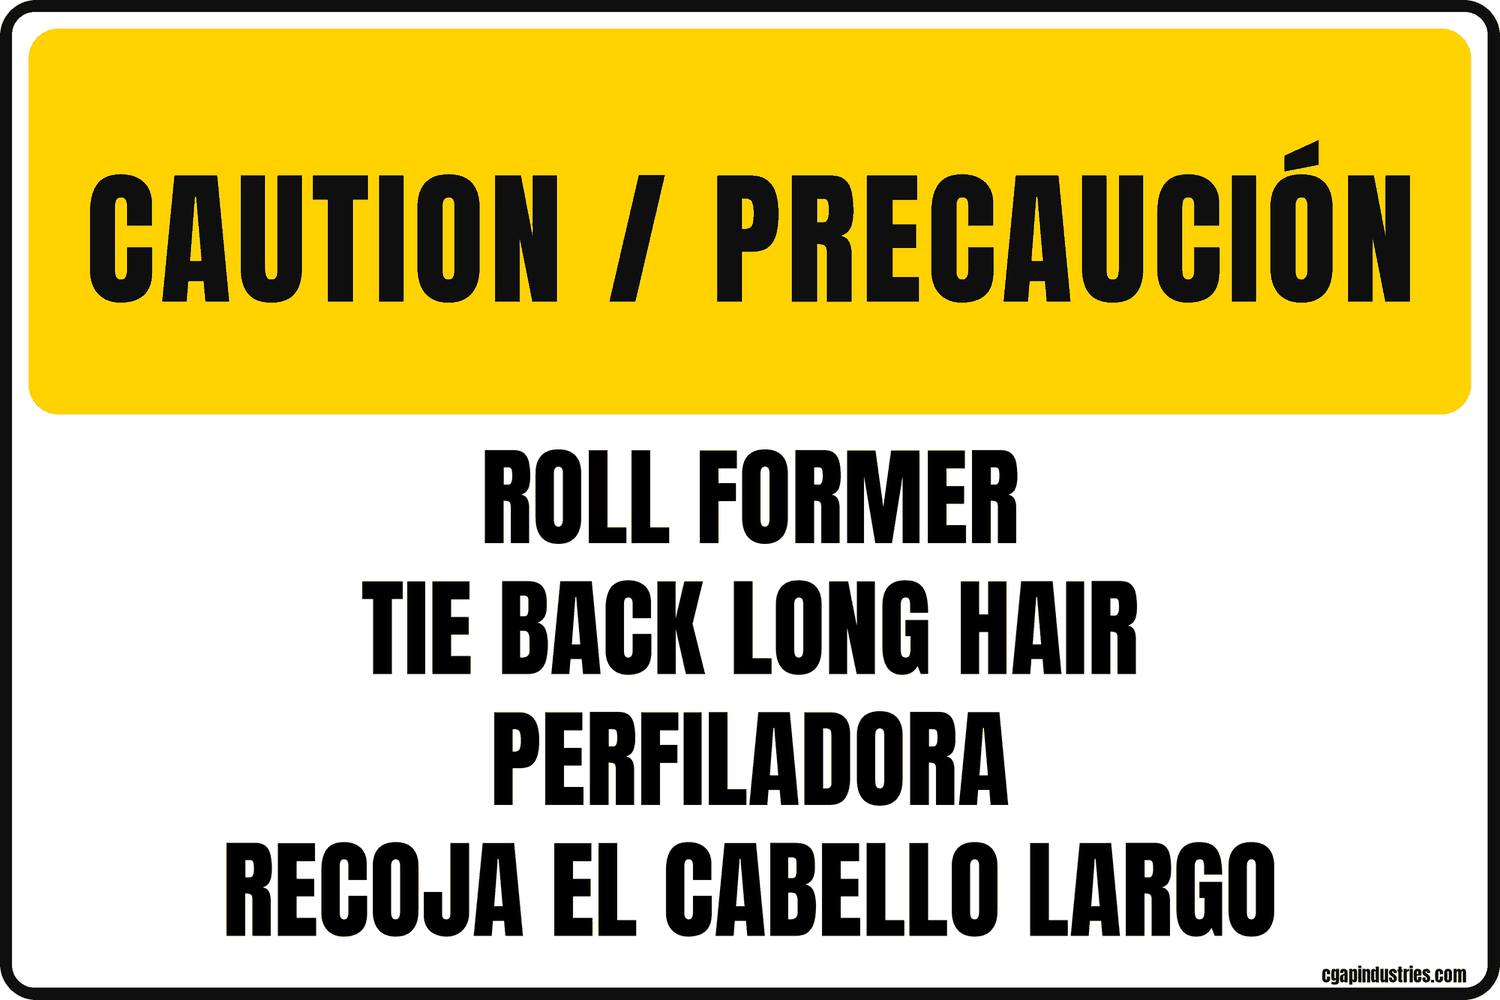 CAUTION / PRECAUCIÓN
ROLL FORMER
TIE BACK LONG HAIR
PERFILADORA
RECOJA EL CABELLO LARGO
cgapindustries.com